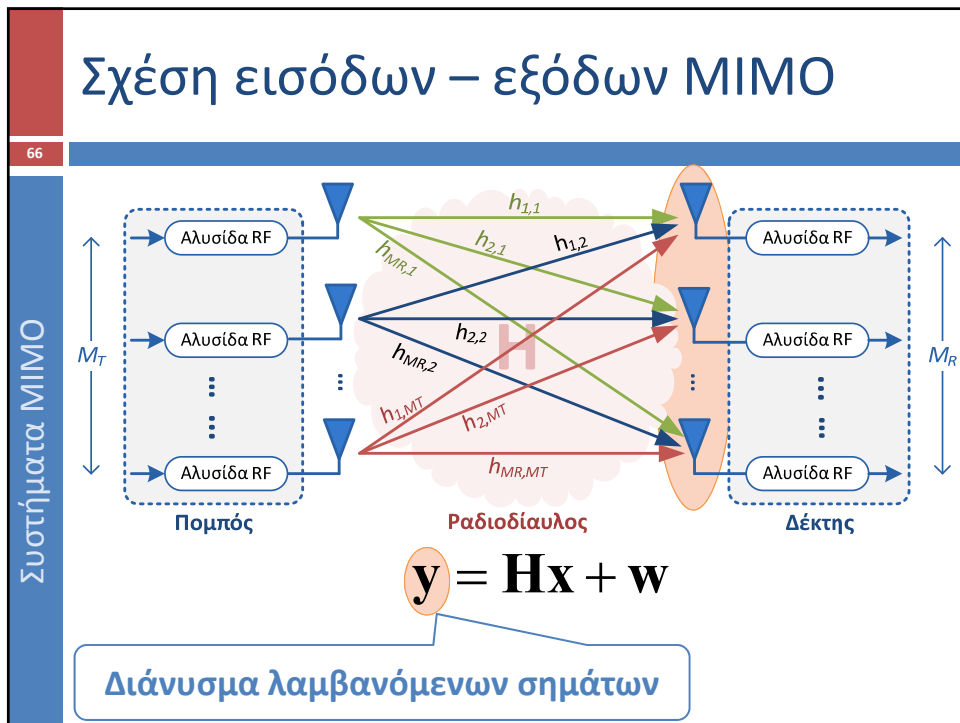 Σχέση εισόδων – εξόδων MIMO
66
Συστήματα MIMO
M_T
Αλυσίδα RF
Αλυσίδα RF
⋮
⋮
Αλυσίδα RF
Πομπός
...
h_{1,1}
h_{2,1}
h_{MR,1}
h_{1,2}
h_{2,2}
h_{MR,2}
H
h_{1,MT}
h_{2,MT}
h_{MR,MT}
Ραδιοδίαυλος
...
Αλυσίδα RF
Αλυσίδα RF
⋮
⋮
Αλυσίδα RF
Δέκτης
M_R
y = Hx + w
Διάνυσμα λαμβανόμενων σημάτων